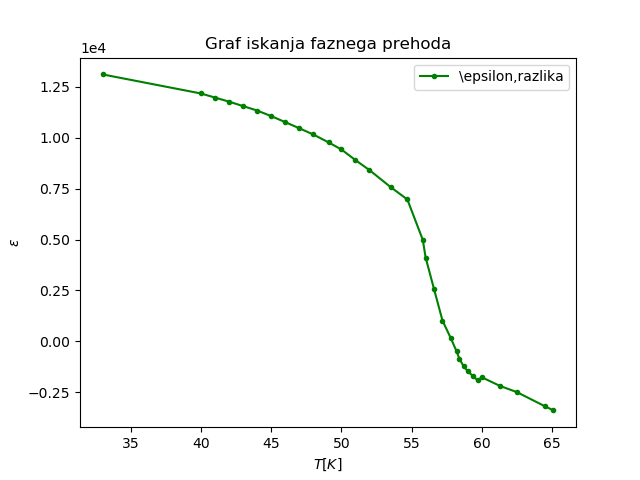 Graf iskanja faznega prehoda
1e4
\epsilon,razlika
1.25
1.00
0.75
0.50
0.25
0.00
−0.25
ε
35 40 45 50 55 60 65
T[K]